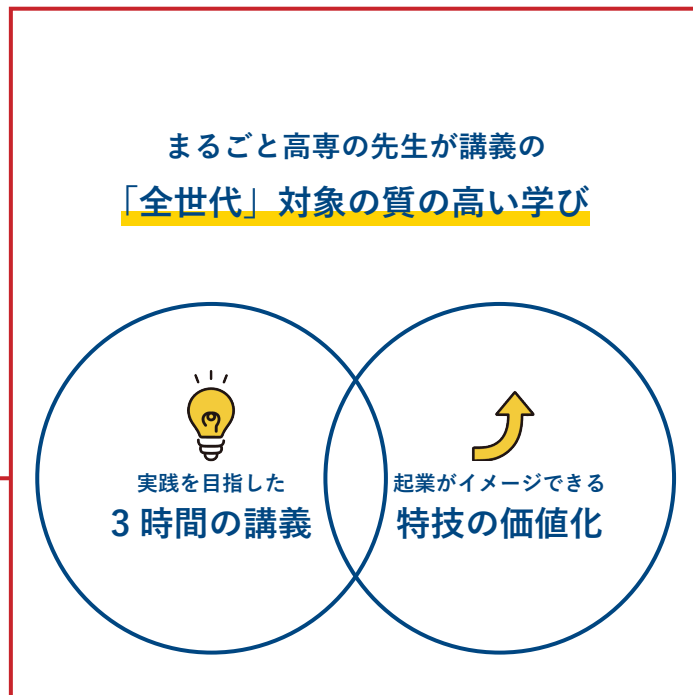 まるごと高専の先生が講義の
「全世代」対象の質の高い学び
実践を目指した
3時間の講義
起業がイメージできる
特技の価値化